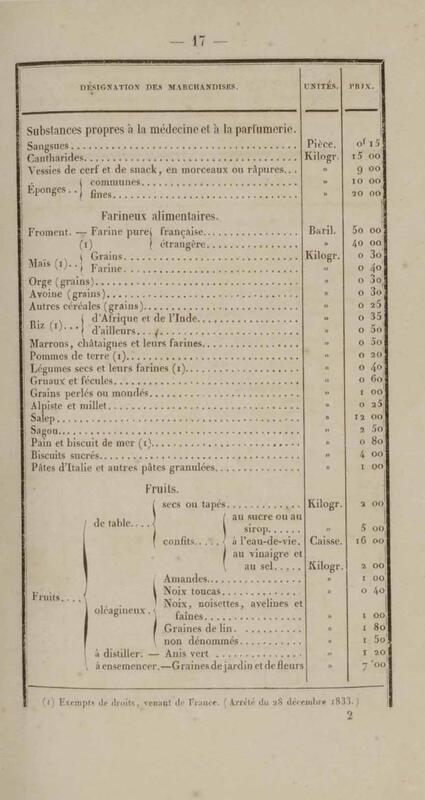 — 17 —
DÉSIGNATION DES MARCHANDISES. UNITÉS. PRIX.
Substances propres à la médecine et à la parfumerie.
Sangsues........ Pièce. 0f 15
Cantharides........ Kilogr. 15 00
Vessies de cerf et de snack, en morceaux ou râpures... » 9 00
Éponges.. { communes........ » 10 00
{ fines........ » 20 00
Farineux alimentaires.
Froment. — Farine pure { française........ Baril. 50 00
(1) { étrangère........ » 40 00
Maïs (1).. { Grains........ Kilogr. 0 30
{ Farine........ » 0 40
Orge (grains)........ » 0 30
Avoine (grains)........ » 0 30
Autres céréales (grains)........ » 0 25
Riz (1)... { d'Afrique et de l'Inde........ » 0 35
{ d'ailleurs........ » 0 50
Marrons, châtaignes et leurs farines........ » 0 50
Pommes de terre (1)........ » 0 20
Légumes secs et leurs farines (1)........ » 0 40
Gruaux et fécules........ » 0 60
Grains perlés ou mondés........ » 1 00
Alpiste et millet........ » 0 25
Salep........ » 12 00
Sagou........ » 2 50
Pain et biscuit de mer (1)........ » 0 80
Biscuits sucrés........ » 4 00
Pâtes d'Italie et autres pâtes granulées........ » 1 00
Fruits.
secs ou tapés........ Kilogr. 2 00
de table.... { au sucre ou au
sirop...... » 5 00
confits..... { à l'eau-de-vie. Caisse. 16 00
au vinaigre et
au sel..... Kilogr. 2 00
Amandes........ » 1 00
Fruits.... { Noix toucas........ » 0 40
oléagineux. { Noix, noisettes, avelines et
faînes........ » 1 00
Graines de lin........ » 1 80
non dénommés........ » 1 50
à distiller. — Anis vert ........ » 1 20
à ensemencer.—Graines de jardin et de fleurs » 7 00
(1) Exempts de droits, venant de France. (Arrêté du 28 décembre 1833.)
2